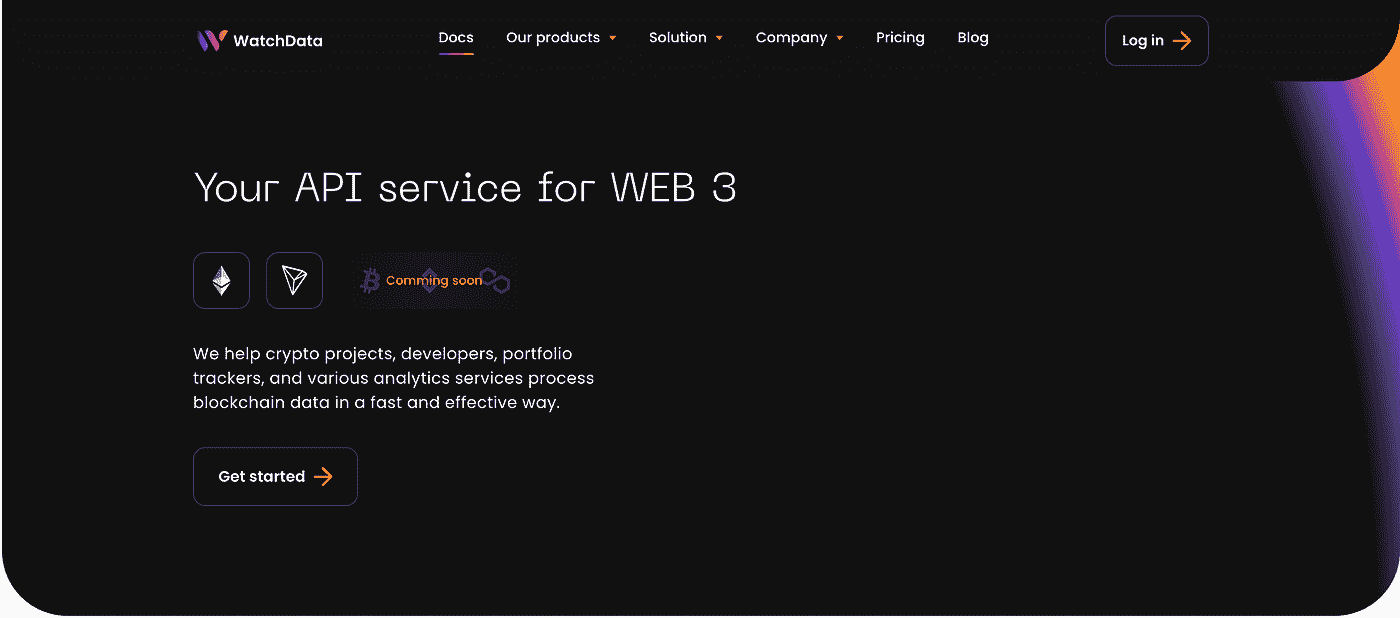 WatchData
Docs
Our products
Solution
Company
Pricing
Blog
Log in
Your API service for WEB 3
Comming soon
We help crypto projects, developers, portfolio
trackers, and various analytics services process
blockchain data in a fast and effective way.
Get started